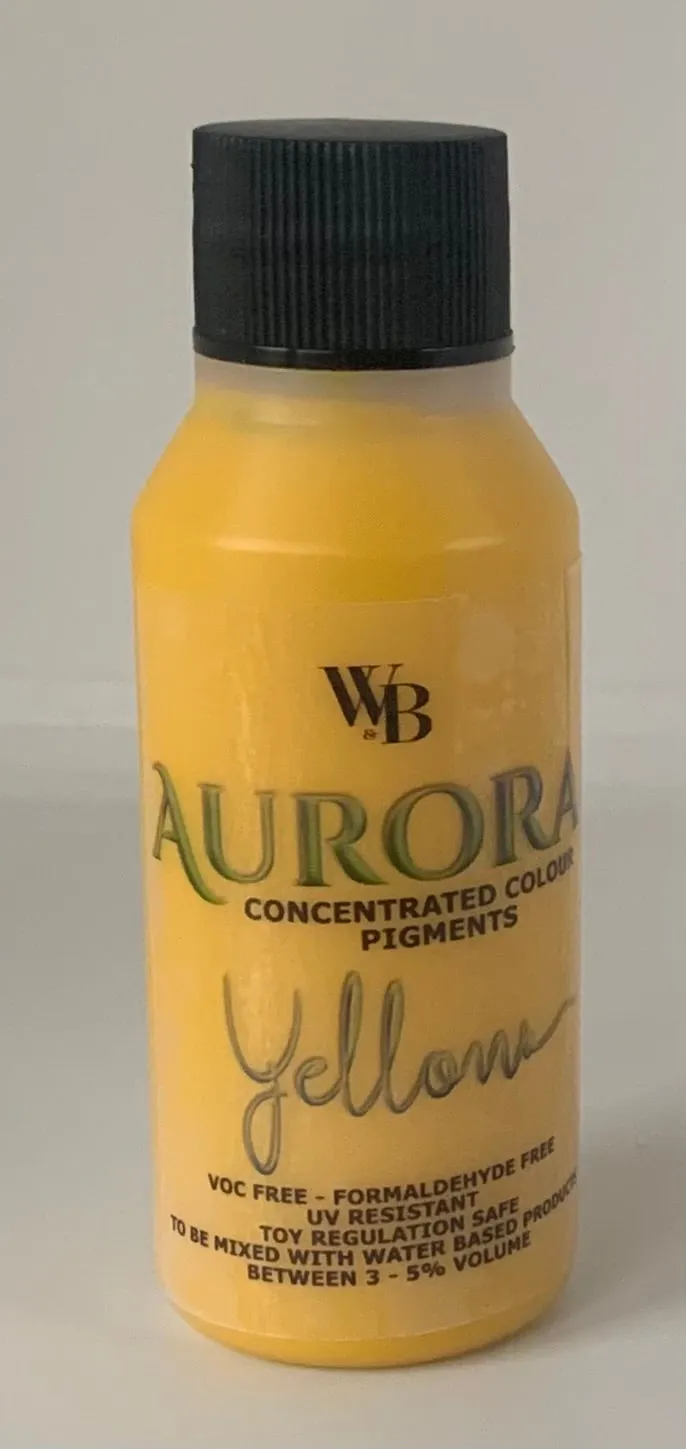 W&B
AURORA
CONCENTRATED COLOUR
PIGMENTS
Yellow
VOC FREE - FORMALDEHYDE FREE
UV RESISTANT
TOY REGULATION SAFE
TO BE MIXED WITH WATER BASED PRODUCTS
BETWEEN 3 - 5% VOLUME